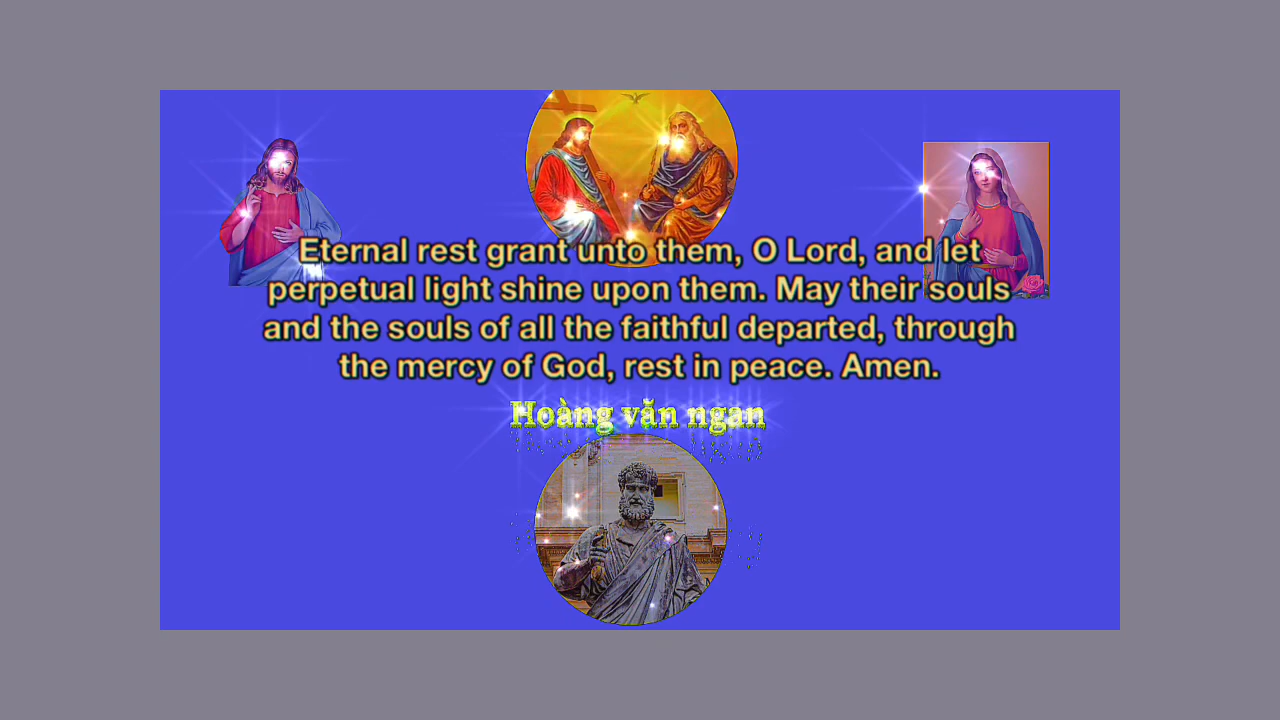 Eternal rest grant unto them, O Lord, and let
perpetual light shine upon them. May their souls
and the souls of all the faithful departed, through
the mercy of God, rest in peace. Amen.
Hoàng văn ngan